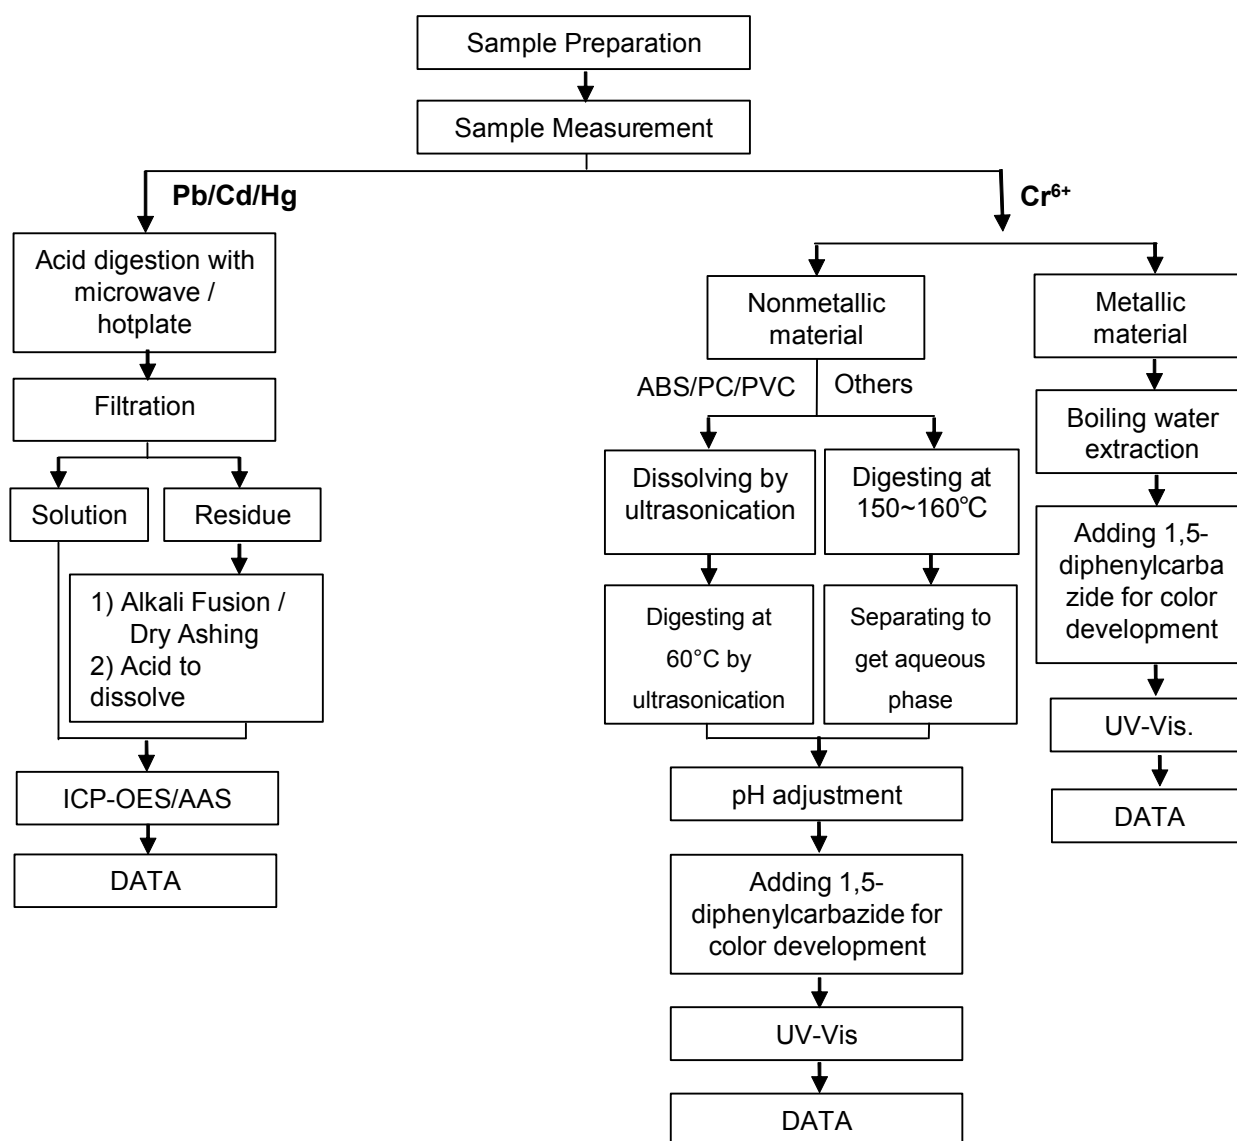 Sample Preparation
Sample Measurement
Pb/Cd/Hg
Cr⁶⁺
Acid digestion with
microwave /
hotplate
Filtration
Solution
Residue
1) Alkali Fusion /
Dry Ashing
2) Acid to
dissolve
ICP-OES/AAS
DATA
Nonmetallic
material
ABS/PC/PVC
Others
Dissolving by
ultrasonication
Digesting at
150~160℃
Digesting at
60°C by
ultrasonication
Separating to
get aqueous
phase
pH adjustment
Adding 1,5-
diphenylcarbazide for
color development
UV-Vis
DATA
Metallic
material
Boiling water
extraction
Adding 1,5-
diphenylcarba
zide for color
development
UV-Vis.
DATA